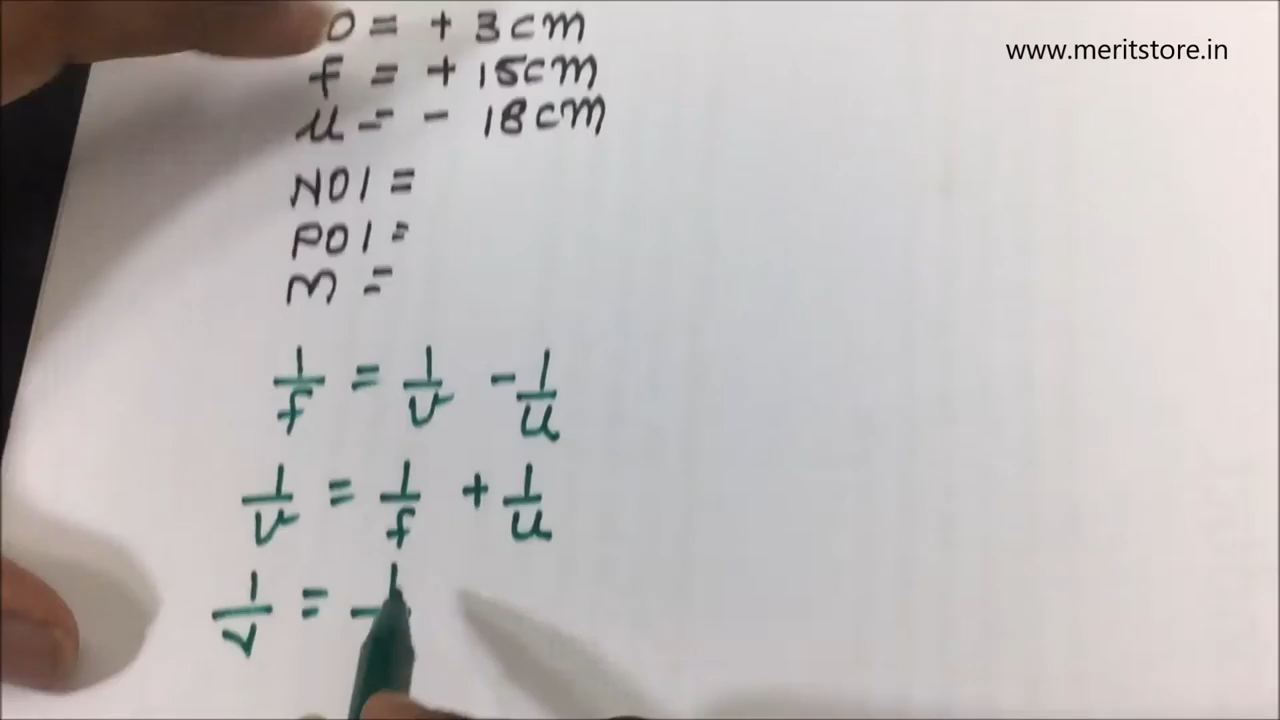 O = + 3cm
www.meritstore.in
f = + 15cm
u = - 18cm
NOI =
POI =
m =
1/f = 1/v - 1/u
1/v = 1/f + 1/u
1/v = 1